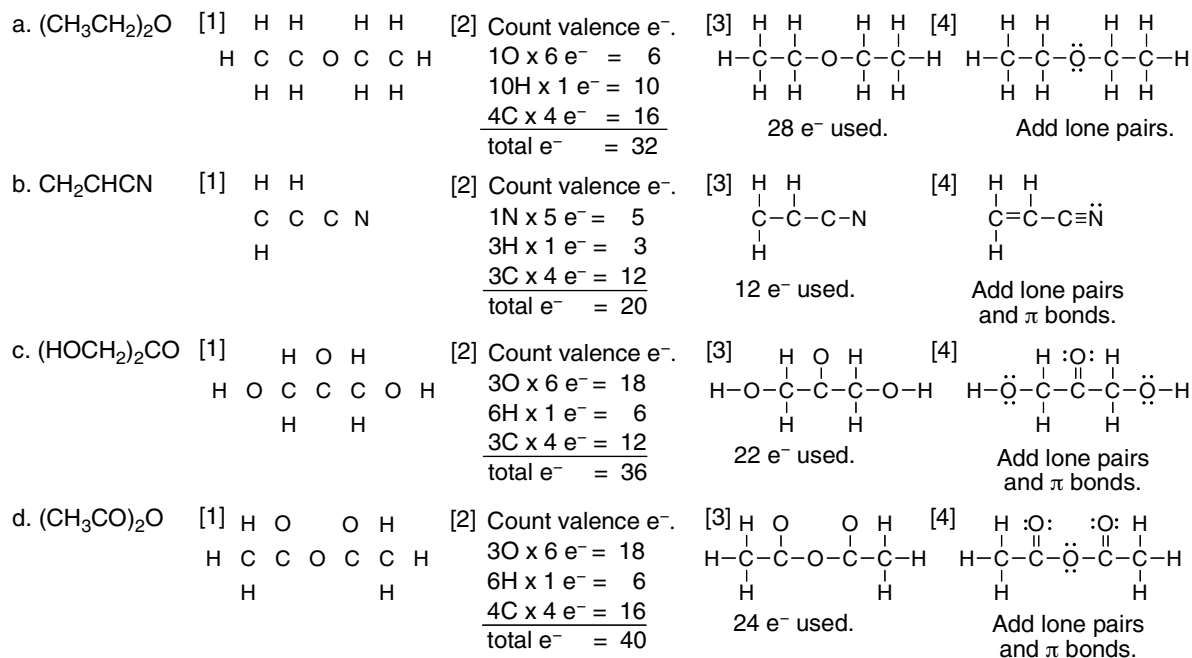 a. (CH₃CH₂)₂O [1] H H H H [2] Count valence e⁻. [3] H H H H [4] H H H H
H C C O C C H 1O x 6 e⁻ = 6 H–C–C–O–C–C–H H–C–C–Ö–C–C–H
H H H H 10H x 1 e⁻ = 10 H H H H H H H H
4C x 4 e⁻ = 16 28 e⁻ used. Add lone pairs.
total e⁻ = 32
b. CH₂CHCN [1] H H [2] Count valence e⁻. [3] H H [4] H H
C C C N 1N x 5 e⁻ = 5 C–C–C–N C=C–C≡N̈
H 3H x 1 e⁻ = 3 H H
3C x 4 e⁻ = 12 12 e⁻ used. Add lone pairs
total e⁻ = 20 and π bonds.
c. (HOCH₂)₂CO [1] H O H [2] Count valence e⁻. [3] H O H [4] H :O: H
H O C C C O H 3O x 6 e⁻ = 18 H–O–C–C–C–O–H H–Ö–C–C–C–Ö–H
H H 6H x 1 e⁻ = 6 H H H H
3C x 4 e⁻ = 12 22 e⁻ used. Add lone pairs
total e⁻ = 36 and π bonds.
d. (CH₃CO)₂O [1] H O O H [2] Count valence e⁻. [3] H O O H [4] H :O: :O: H
H C C O C C H 3O x 6 e⁻ = 18 H–C–C–O–C–C–H H–C–C–Ö–C–C–H
H H 6H x 1 e⁻ = 6 H H H H
4C x 4 e⁻ = 16 24 e⁻ used. Add lone pairs
total e⁻ = 40 and π bonds.